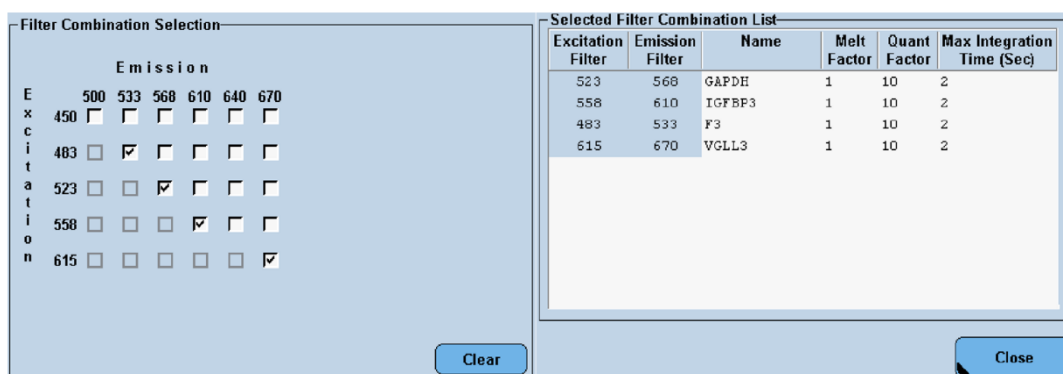 Filter Combination Selection
Emission
Excitation
500 533 568 610 640 670
450
483
523
558
615
Clear
Selected Filter Combination List
Excitation Filter Emission Filter Name Melt Factor Quant Factor Max Integration Time (Sec)
523 568 GAPDH 1 10 2
558 610 IGFBP3 1 10 2
483 533 F3 1 10 2
615 670 VGLL3 1 10 2
Close